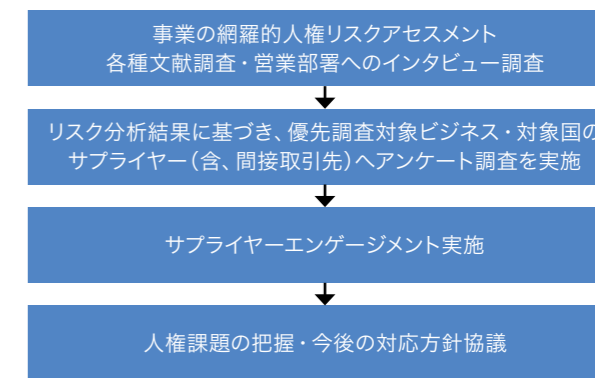 事業の網羅的人権リスクアセスメント
各種文献調査・営業部署へのインタビュー調査
リスク分析結果に基づき、優先調査対象ビジネス・対象国の
サプライヤー(含、間接取引先)へアンケート調査を実施
サプライヤーエンゲージメント実施
人権課題の把握・今後の対応方針協議